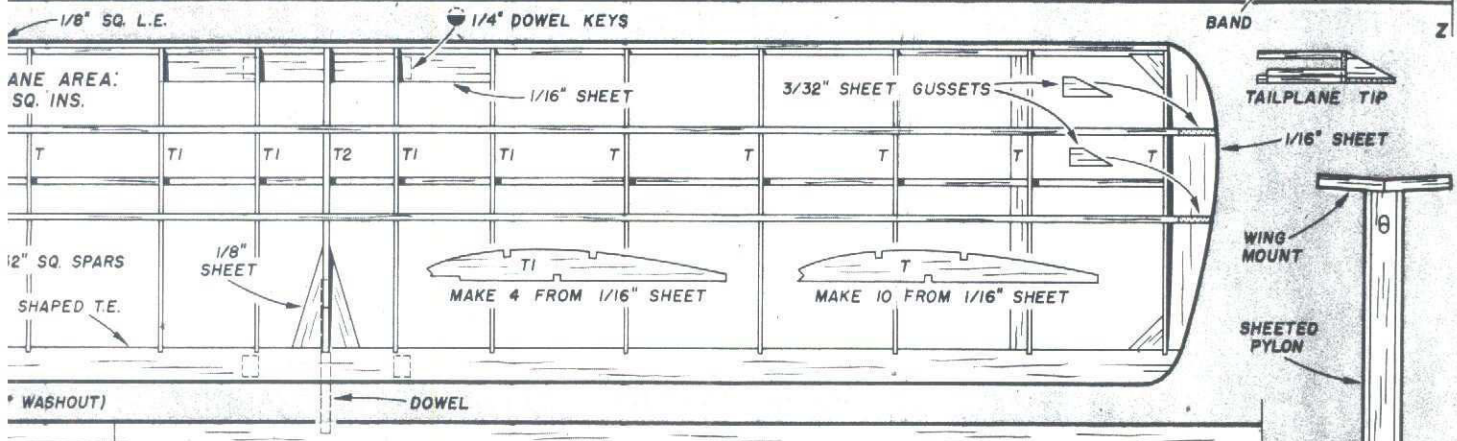 1/8" SQ. L.E.
1/4" DOWEL KEYS
BAND
Z
ANE AREA:
SQ. INS.
1/16" SHEET
3/32" SHEET GUSSETS
TAILPLANE TIP
1/16" SHEET
T T1 T1 T2 T1 T1 T T T T T
WING
MOUNT
2" SQ. SPARS
1/8"
SHEET
T1
MAKE 4 FROM 1/16" SHEET
T
MAKE 10 FROM 1/16" SHEET
SHAPED T.E.
SHEETED
PYLON
WASHOUT)
DOWEL